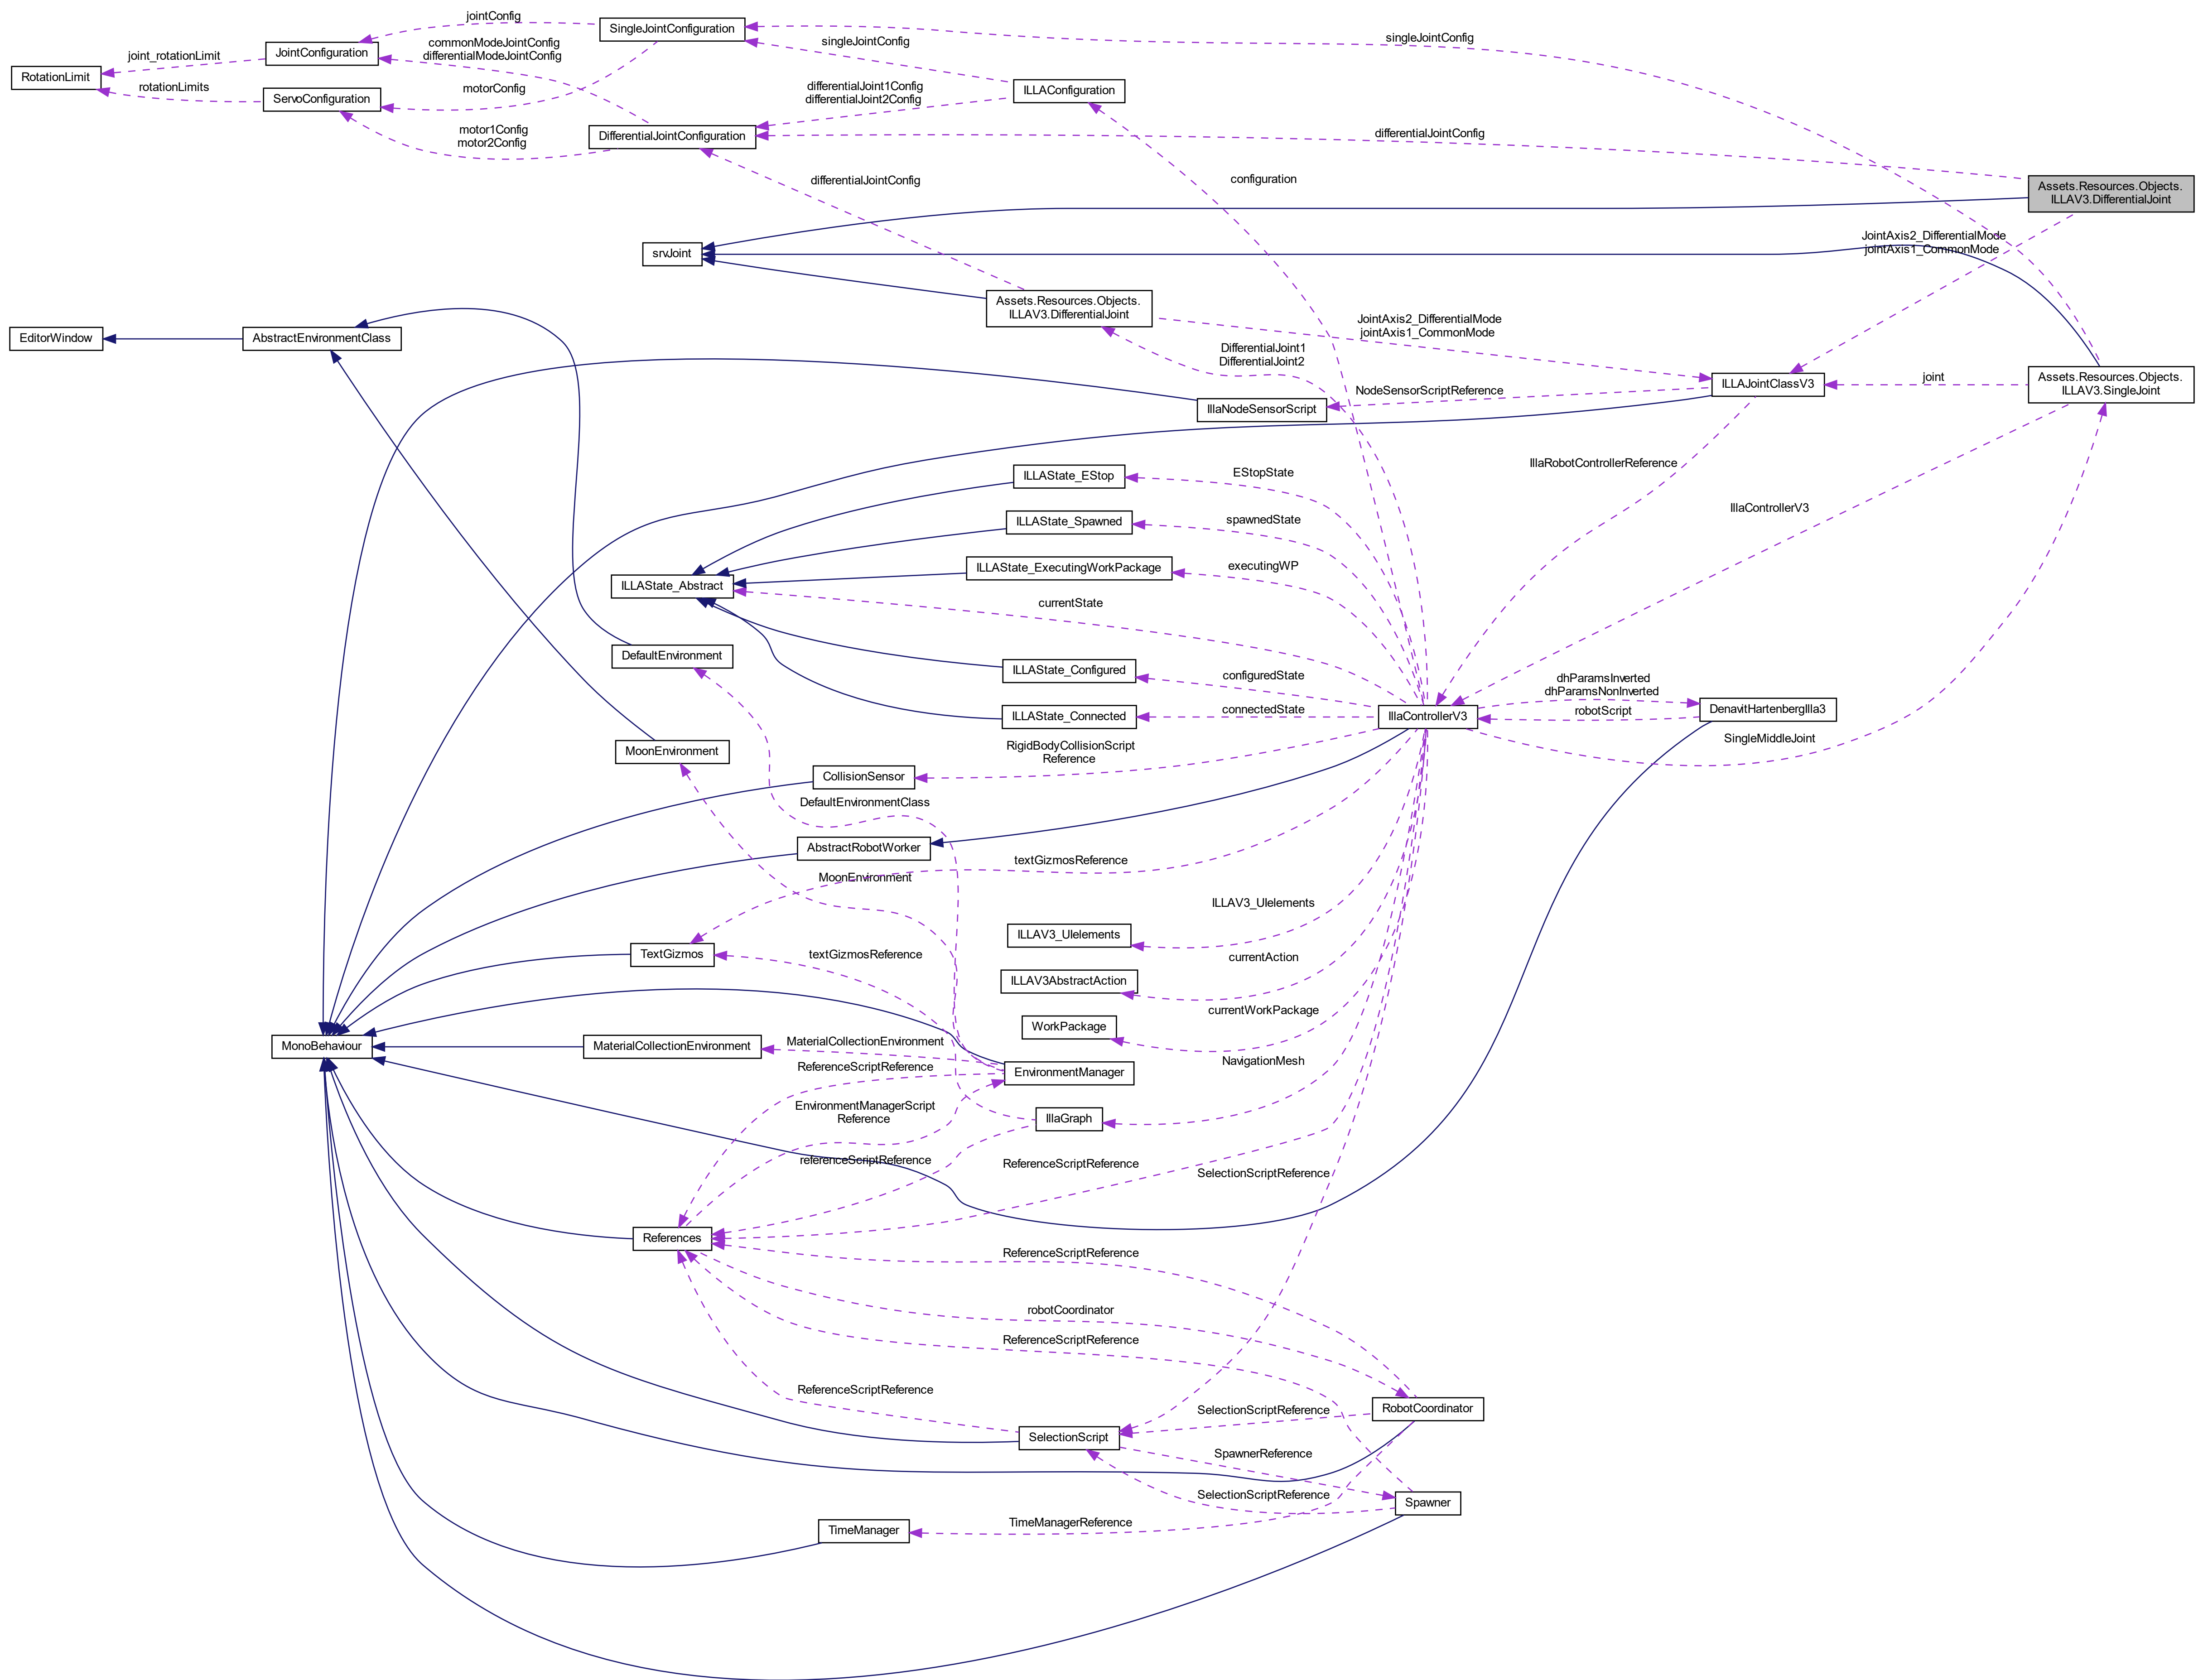 jointConfig
SingleJointConfiguration
singleJointConfig
singleJointConfig
JointConfiguration
commonModeJointConfig
differentialModeJointConfig
joint_rotationLimit
RotationLimit
rotationLimits
ServoConfiguration
motorConfig
differentialJoint1Config
differentialJoint2Config
ILLAConfiguration
motor1Config
motor2Config
DifferentialJointConfiguration
differentialJointConfig
differentialJointConfig
configuration
Assets.Resources.Objects.
ILLAV3.DifferentialJoint
srvJoint
JointAxis2_DifferentialMode
jointAxis1_CommonMode
Assets.Resources.Objects.
ILLAV3.DifferentialJoint
JointAxis2_DifferentialMode
jointAxis1_CommonMode
EditorWindow
AbstractEnvironmentClass
DifferentialJoint1
DifferentialJoint2
NodeSensorScriptReference
ILLAJointClassV3
joint
Assets.Resources.Objects.
ILLAV3.SingleJoint
IllaNodeSensorScript
IllaRobotControllerReference
ILLAState_EStop
EStopState
IllaControllerV3
ILLAState_Spawned
spawnedState
ILLAState_ExecutingWorkPackage
executingWP
ILLAState_Abstract
currentState
DefaultEnvironment
ILLAState_Configured
configuredState
dhParamsInverted
dhParamsNonInverted
ILLAState_Connected
connectedState
IllaControllerV3
robotScript
DenavitHartenbergIlla3
SingleMiddleJoint
MoonEnvironment
RigidBodyCollisionScript
Reference
CollisionSensor
DefaultEnvironmentClass
AbstractRobotWorker
textGizmosReference
MoonEnvironment
ILLAV3_UIelements
ILLAV3_UIelements
TextGizmos
textGizmosReference
currentAction
ILLAV3AbstractAction
currentWorkPackage
WorkPackage
MonoBehaviour
MaterialCollectionEnvironment
MaterialCollectionEnvironment
NavigationMesh
ReferenceScriptReference
EnvironmentManager
EnvironmentManagerScript
Reference
IllaGraph
referenceScriptReference
ReferenceScriptReference
SelectionScriptReference
References
ReferenceScriptReference
robotCoordinator
ReferenceScriptReference
ReferenceScriptReference
RobotCoordinator
SelectionScriptReference
SelectionScript
SpawnerReference
SelectionScriptReference
Spawner
TimeManager
TimeManagerReference